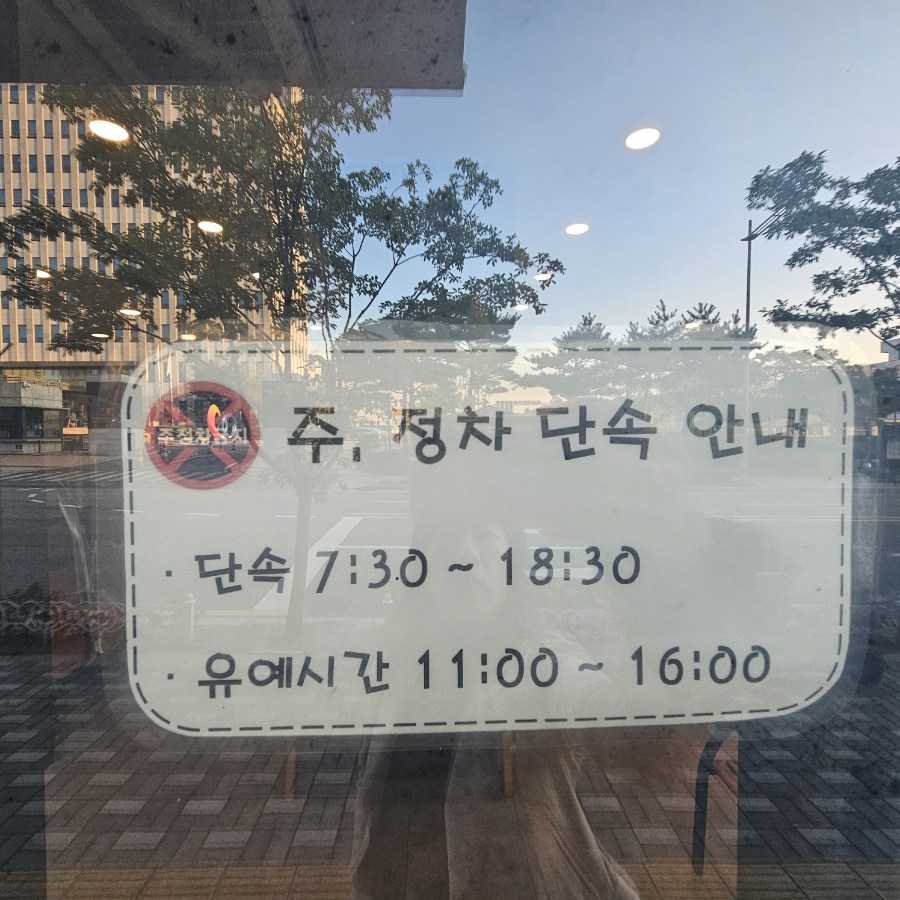 주, 정차 단속 안내
· 단속 7:30 ~ 18:30
· 유예시간 11:00 ~ 16:00